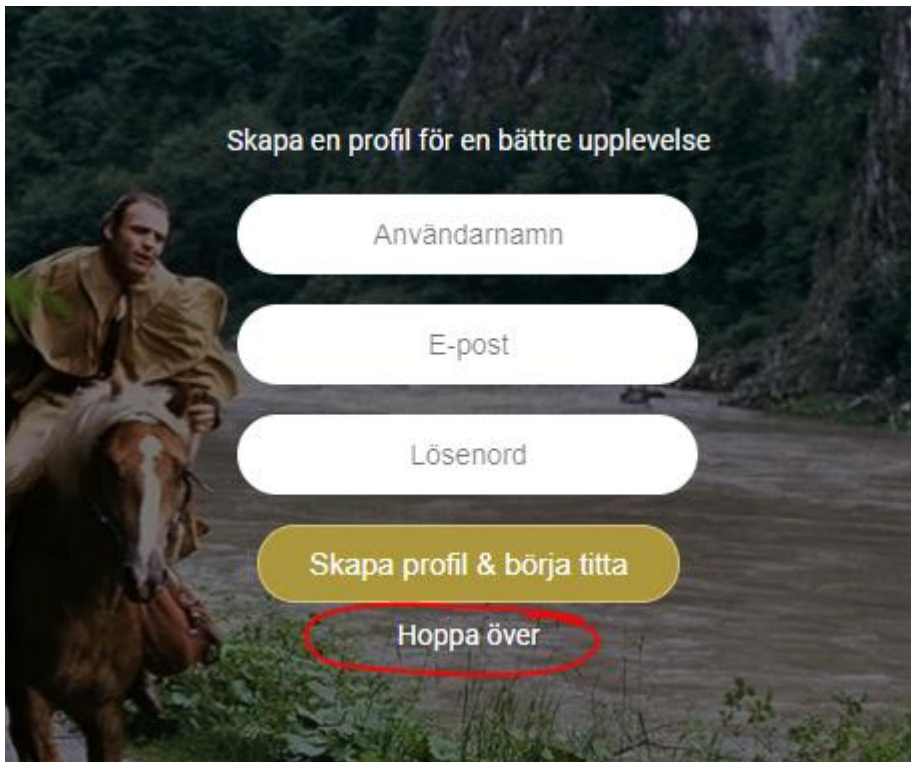 Skapa en profil för en bättre upplevelse
Användarnamn
E-post
Lösenord
Skapa profil & börja titta
Hoppa över